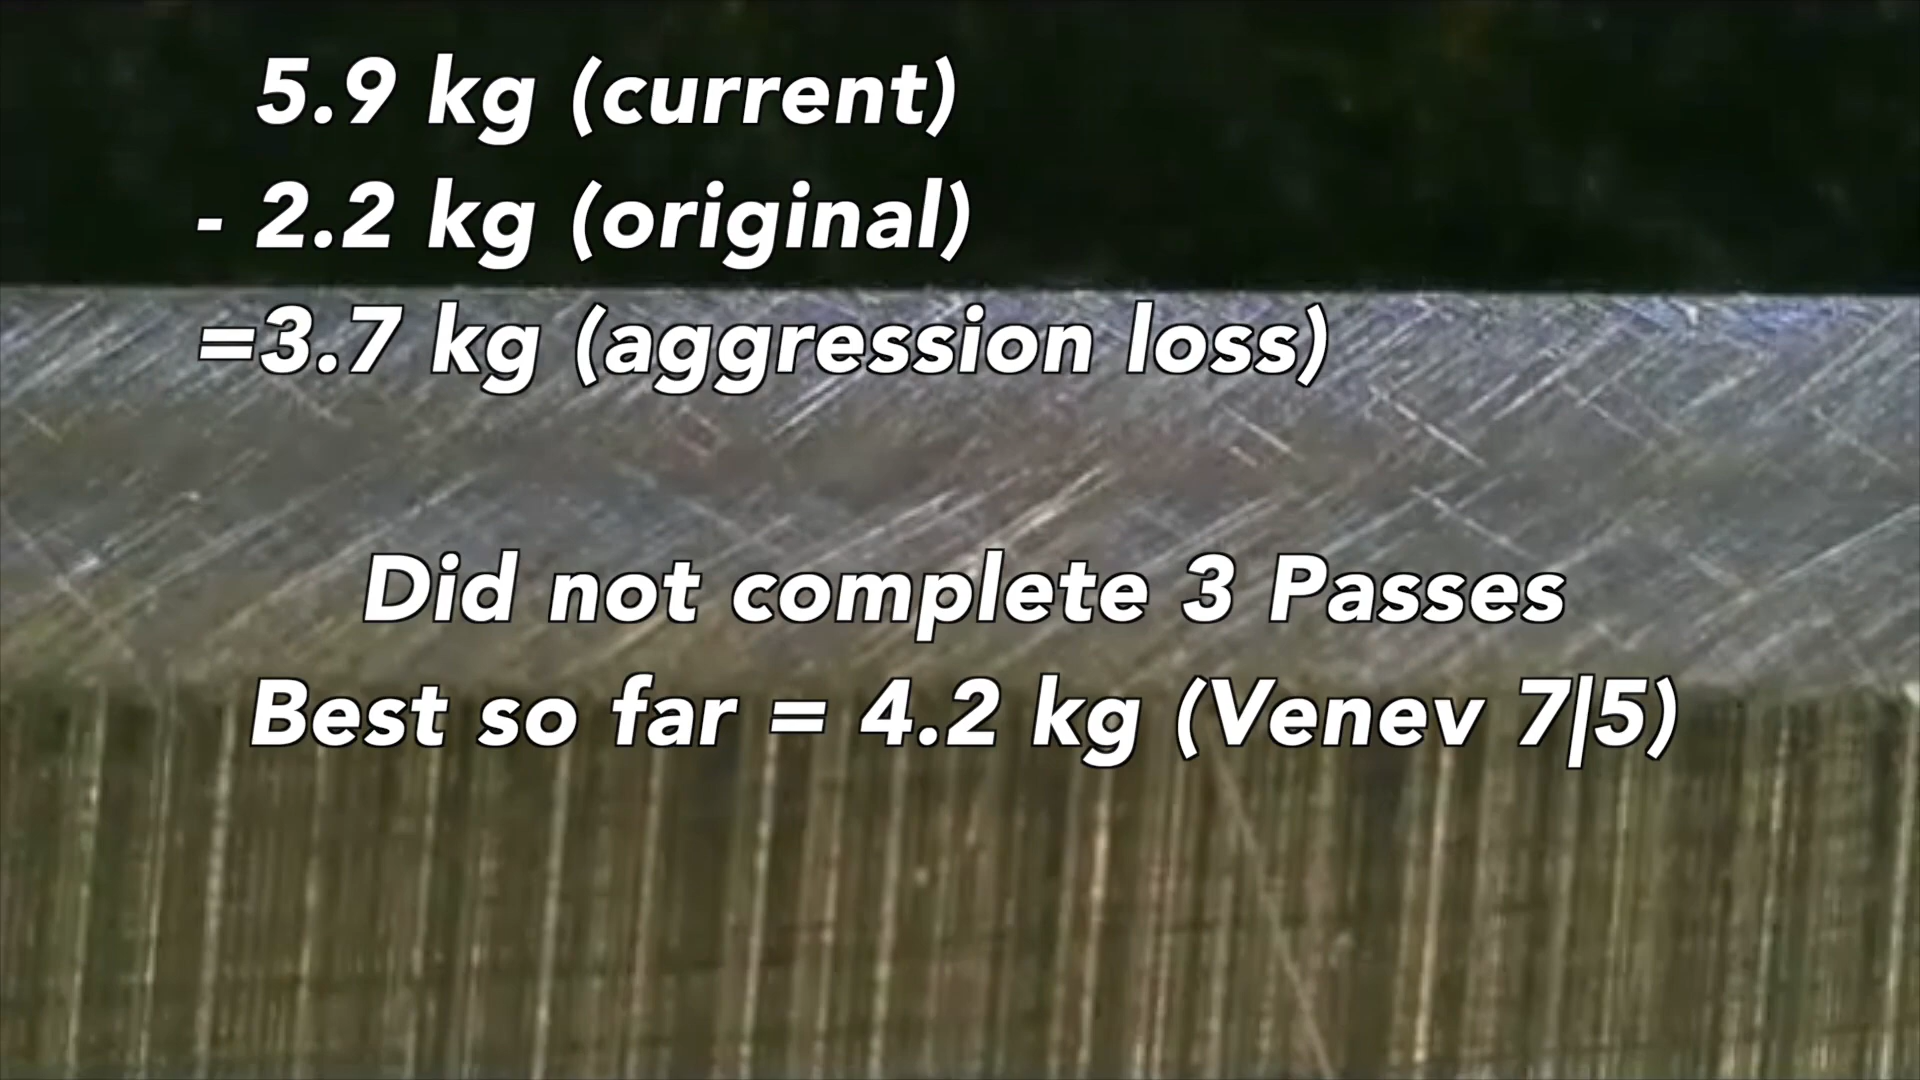 5.9 kg (current)
- 2.2 kg (original)
=3.7 kg (aggression loss)
Did not complete 3 Passes
Best so far = 4.2 kg (Venev 7|5)